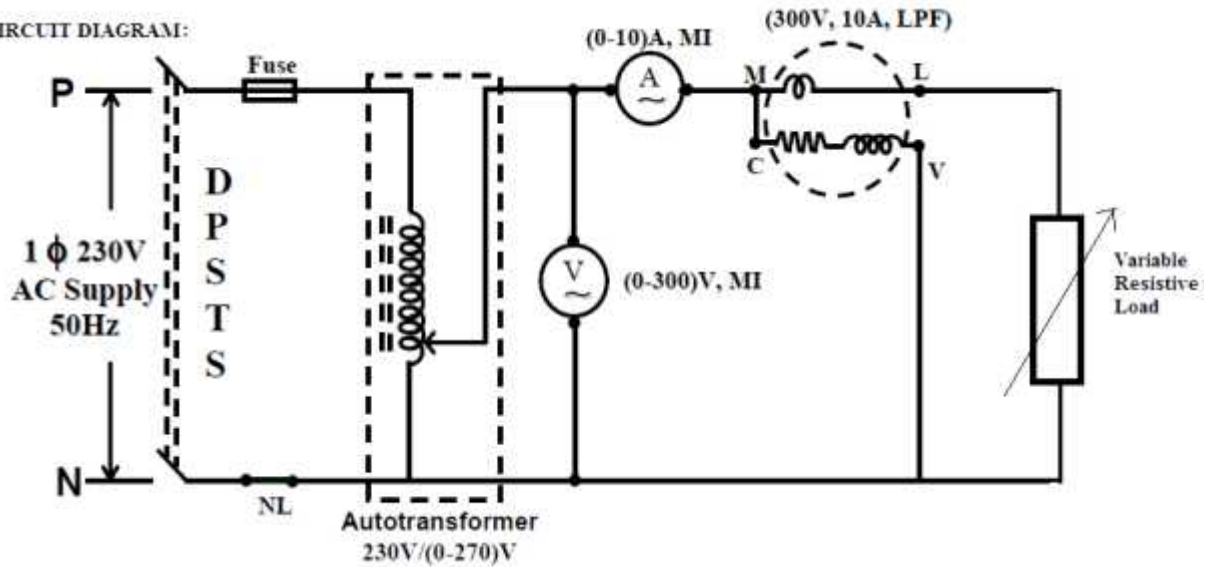 IRCUIT DIAGRAM:
(300V, 10A, LPF)
(0-10)A, MI
Fuse
P
A
~
M
L
C
V
D
P
S
T
S
1 ϕ 230V
AC Supply
50Hz
V
~
(0-300)V, MI
Variable
Resistive
Load
N
NL
Autotransformer
230V/(0-270)V